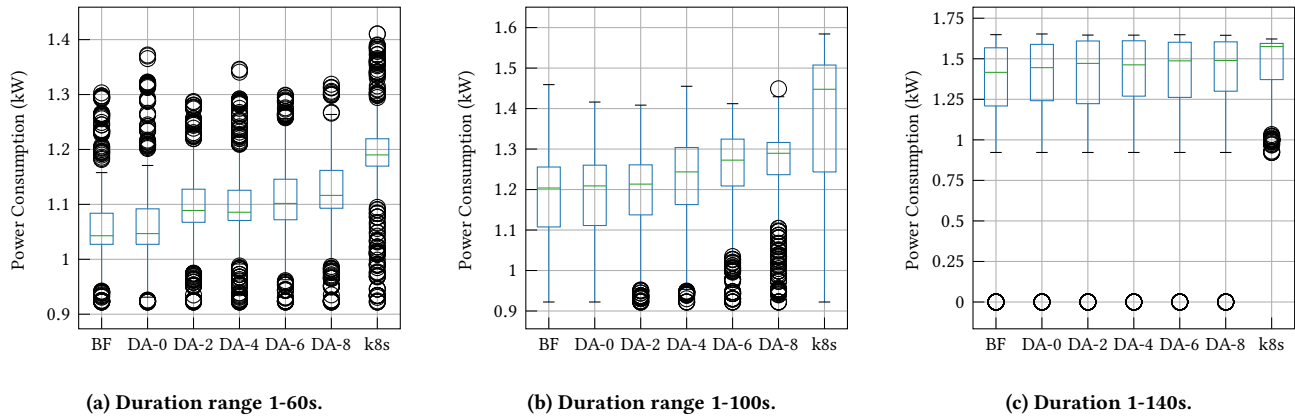 1.4
1.3
1.2
1.1
1
0.9
Power Consumption (kW)
BF DA-0 DA-2 DA-4 DA-6 DA-8 k8s
(a) Duration range 1-60s.
1.6
1.5
1.4
1.3
1.2
1.1
1
0.9
Power Consumption (kW)
BF DA-0 DA-2 DA-4 DA-6 DA-8 k8s
(b) Duration range 1-100s.
1.75
1.5
1.25
1
0.75
0.5
0.25
0
Power Consumption (kW)
BF DA-0 DA-2 DA-4 DA-6 DA-8 k8s
(c) Duration 1-140s.